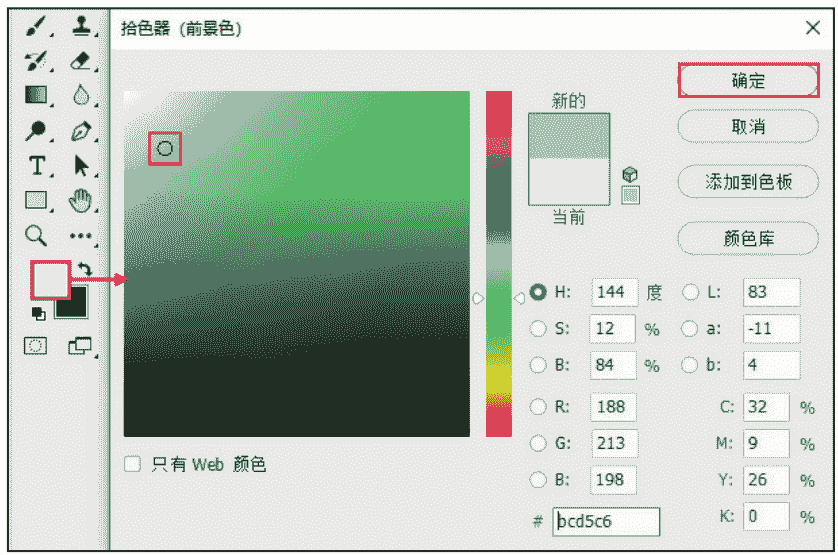 拾色器 (前景色)
T
新的
当前
确定
取消
添加到色板
颜色库
H: 144 度
S: 12 %
B: 84 %
R: 188
G: 213
B: 198
# bcd5c6
L: 83
a: -11
b: 4
C: 32 %
M: 9 %
Y: 26 %
K: 0 %
只有 Web 颜色